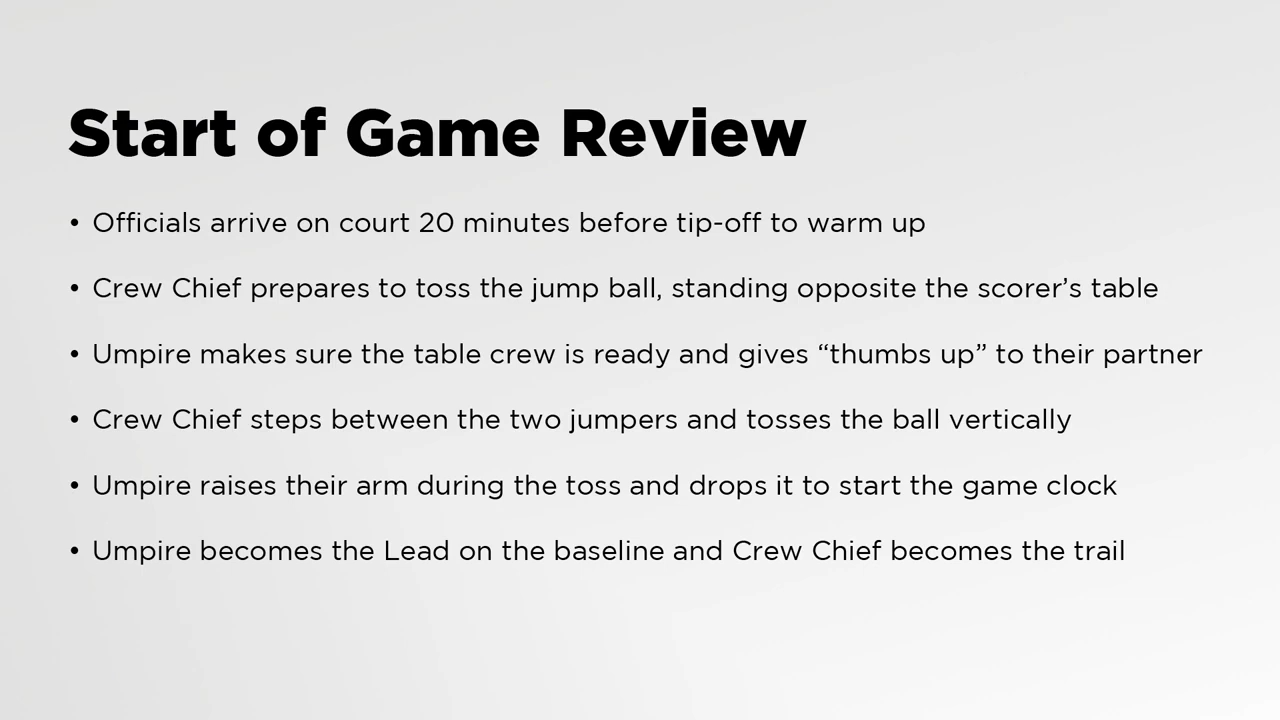 Start of Game Review
• Officials arrive on court 20 minutes before tip-off to warm up
• Crew Chief prepares to toss the jump ball, standing opposite the scorer’s table
• Umpire makes sure the table crew is ready and gives “thumbs up” to their partner
• Crew Chief steps between the two jumpers and tosses the ball vertically
• Umpire raises their arm during the toss and drops it to start the game clock
• Umpire becomes the Lead on the baseline and Crew Chief becomes the trail